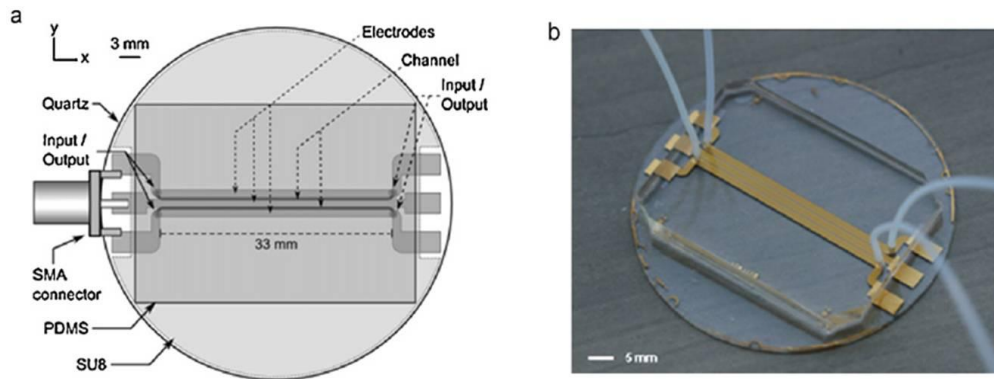 a
y
x
3 mm
Electrodes
Channel
Input /
Output
Quartz
Input /
Output
33 mm
SMA
connector
PDMS
SU8
b
5 mm